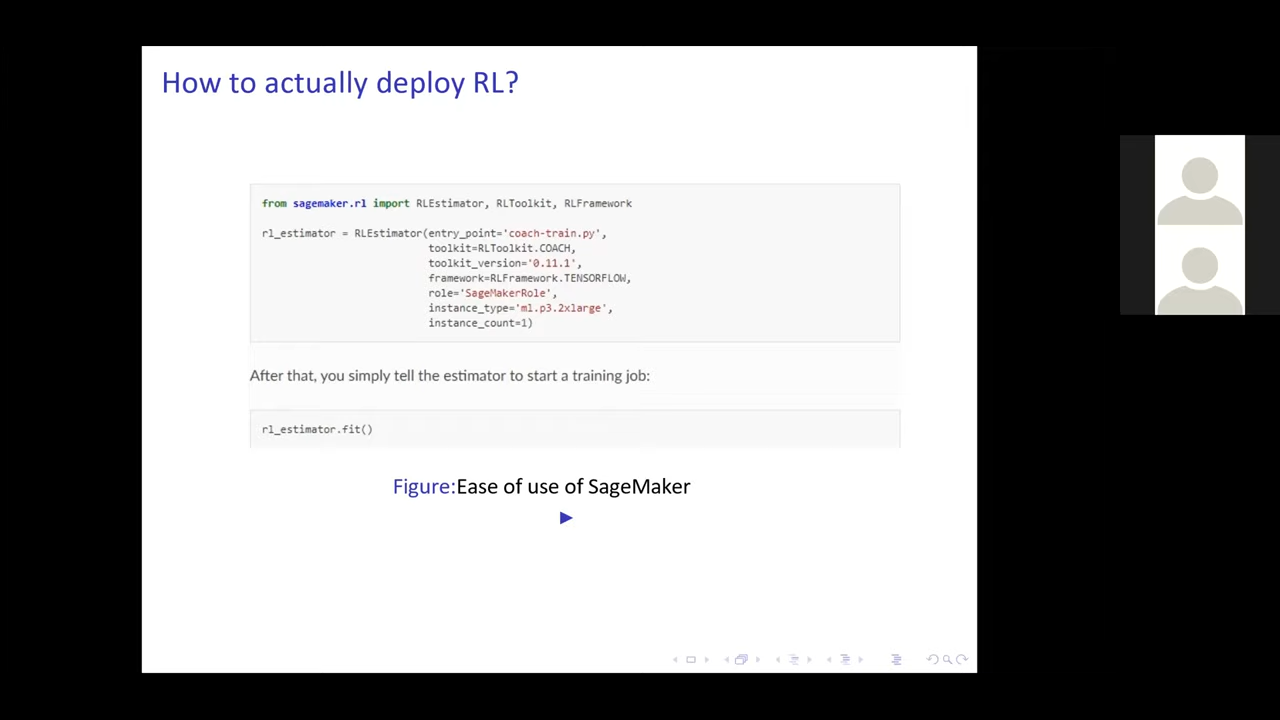 How to actually deploy RL?
from sagemaker.rl import RLEstimator, RLToolkit, RLFramework
rl_estimator = RLEstimator(entry_point='coach-train.py',
toolkit=RLToolkit.COACH,
toolkit_version='0.11.1',
framework=RLFramework.TENSORFLOW,
role='SageMakerRole',
instance_type='ml.p3.2xlarge',
instance_count=1)
After that, you simply tell the estimator to start a training job:
rl_estimator.fit()
Figure:Ease of use of SageMaker